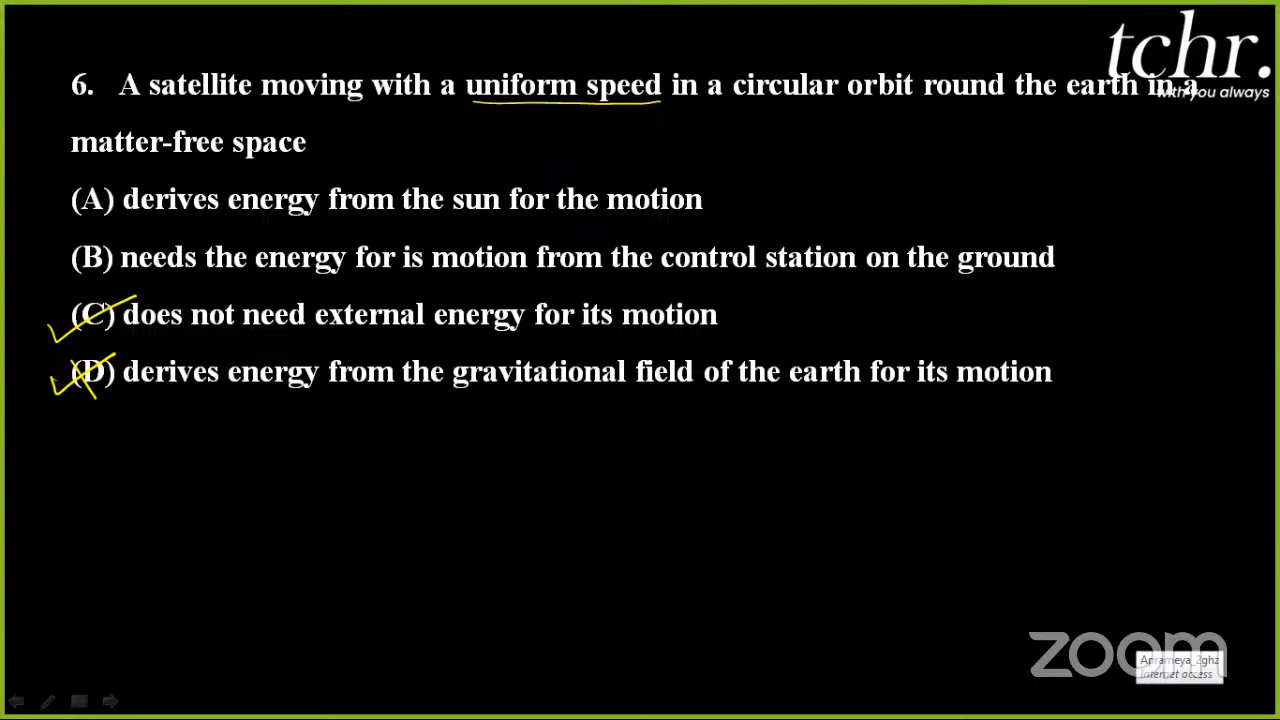 tchr.
with you always
6. A satellite moving with a uniform speed in a circular orbit round the earth in a
matter-free space
(A) derives energy from the sun for the motion
(B) needs the energy for is motion from the control station on the ground
(C) does not need external energy for its motion
(D) derives energy from the gravitational field of the earth for its motion
zoom
Aprameya_2ghz
Internet access